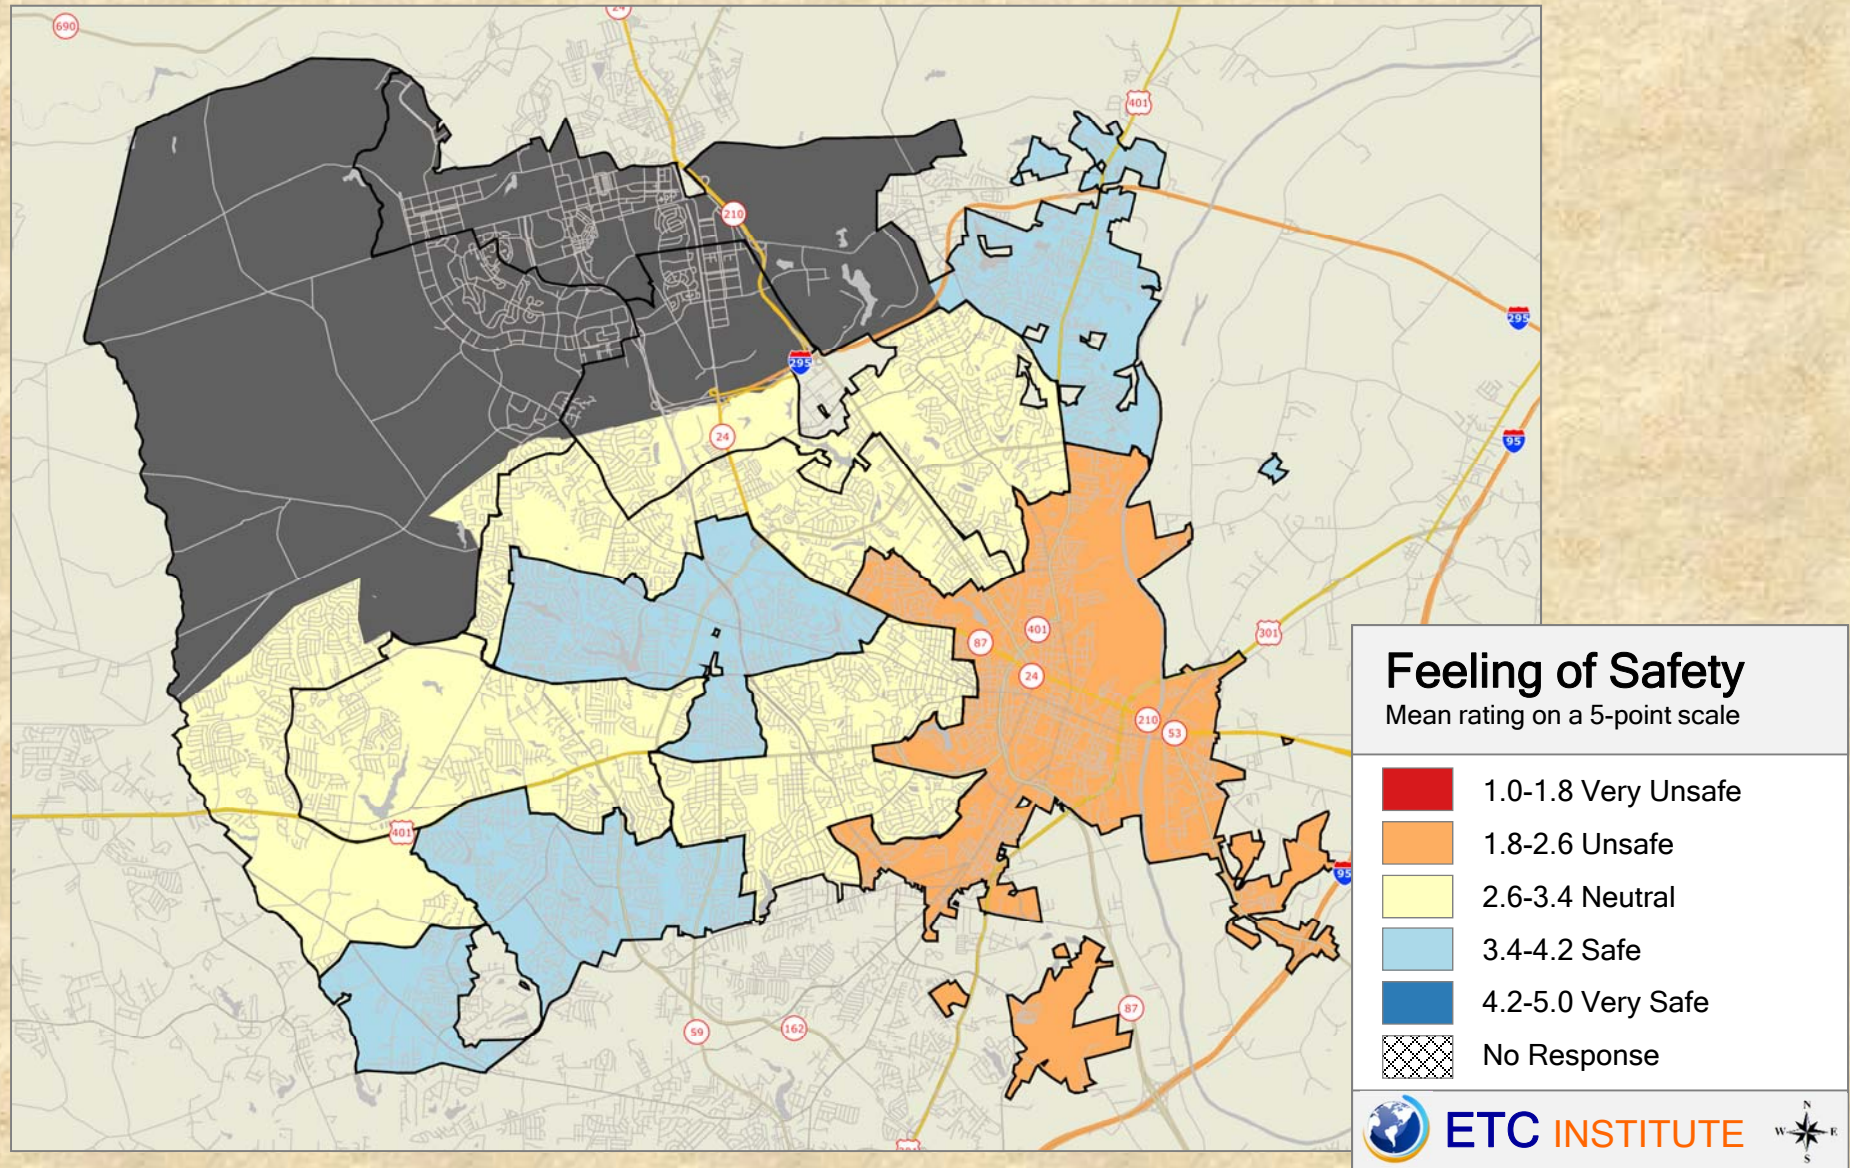 24
690
401
210
295
295
24
95
87
401
301
24
210
53
401
95
59
162
87
Feeling of Safety
Mean rating on a 5-point scale
1.0-1.8 Very Unsafe
1.8-2.6 Unsafe
2.6-3.4 Neutral
3.4-4.2 Safe
4.2-5.0 Very Safe
No Response
ETC INSTITUTE
N
W E
S